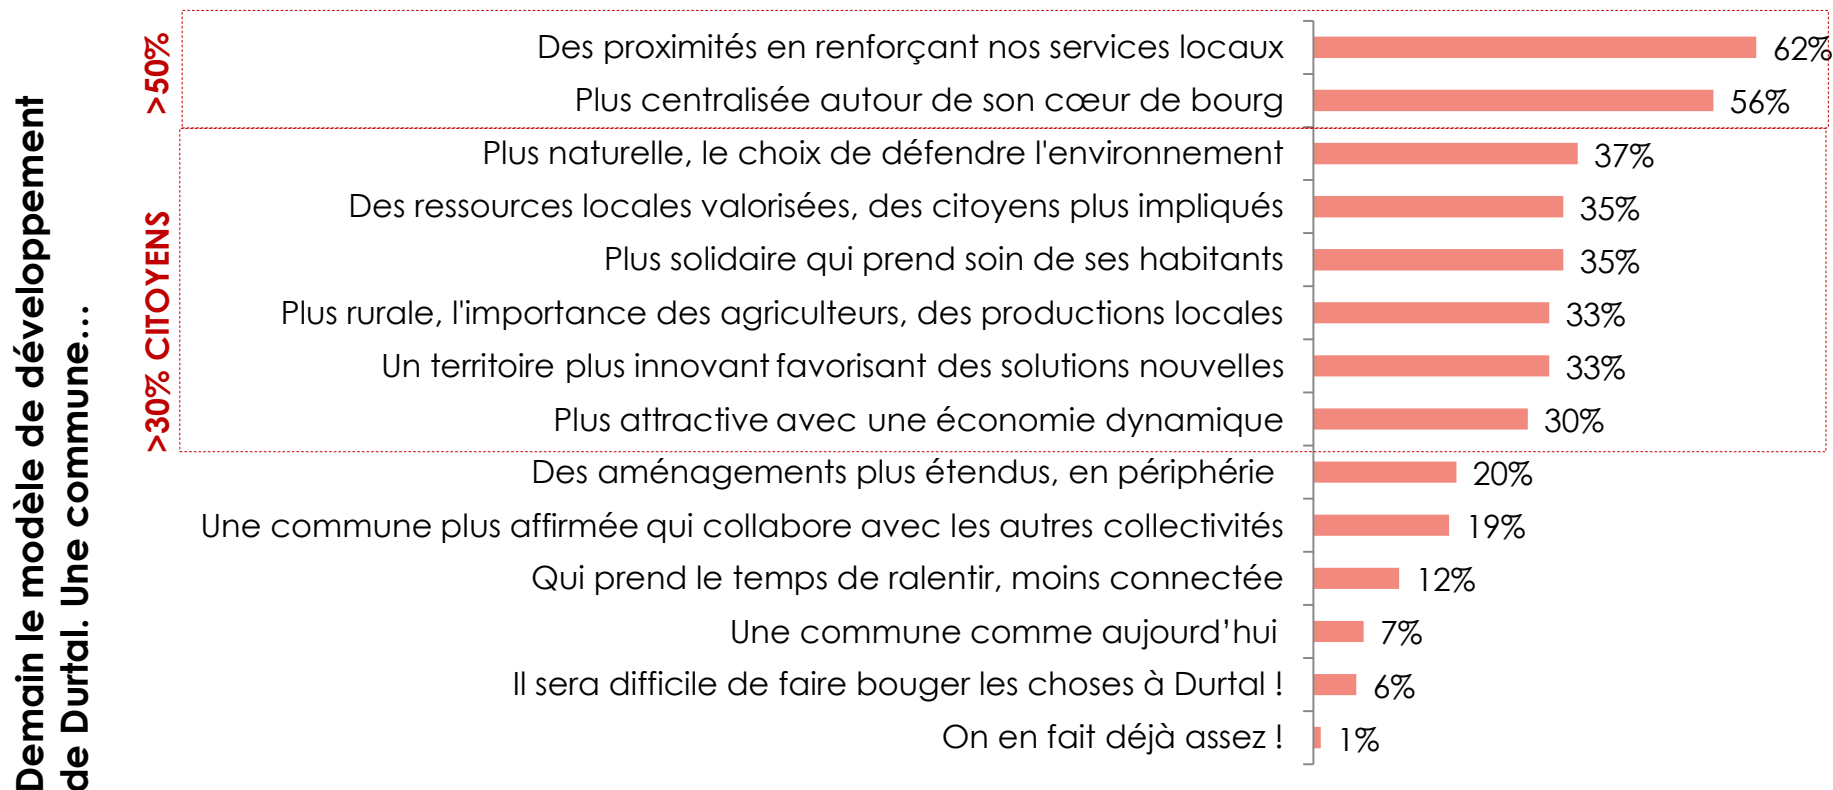 Demain le modèle de développement
de Durtal. Une commune…
>50%
>30% CITOYENS
Des proximités en renforçant nos services locaux 62%
Plus centralisée autour de son cœur de bourg 56%
Plus naturelle, le choix de défendre l'environnement 37%
Des ressources locales valorisées, des citoyens plus impliqués 35%
Plus solidaire qui prend soin de ses habitants 35%
Plus rurale, l'importance des agriculteurs, des productions locales 33%
Un territoire plus innovant favorisant des solutions nouvelles 33%
Plus attractive avec une économie dynamique 30%
Des aménagements plus étendus, en périphérie 20%
Une commune plus affirmée qui collabore avec les autres collectivités 19%
Qui prend le temps de ralentir, moins connectée 12%
Une commune comme aujourd’hui 7%
Il sera difficile de faire bouger les choses à Durtal ! 6%
On en fait déjà assez ! 1%